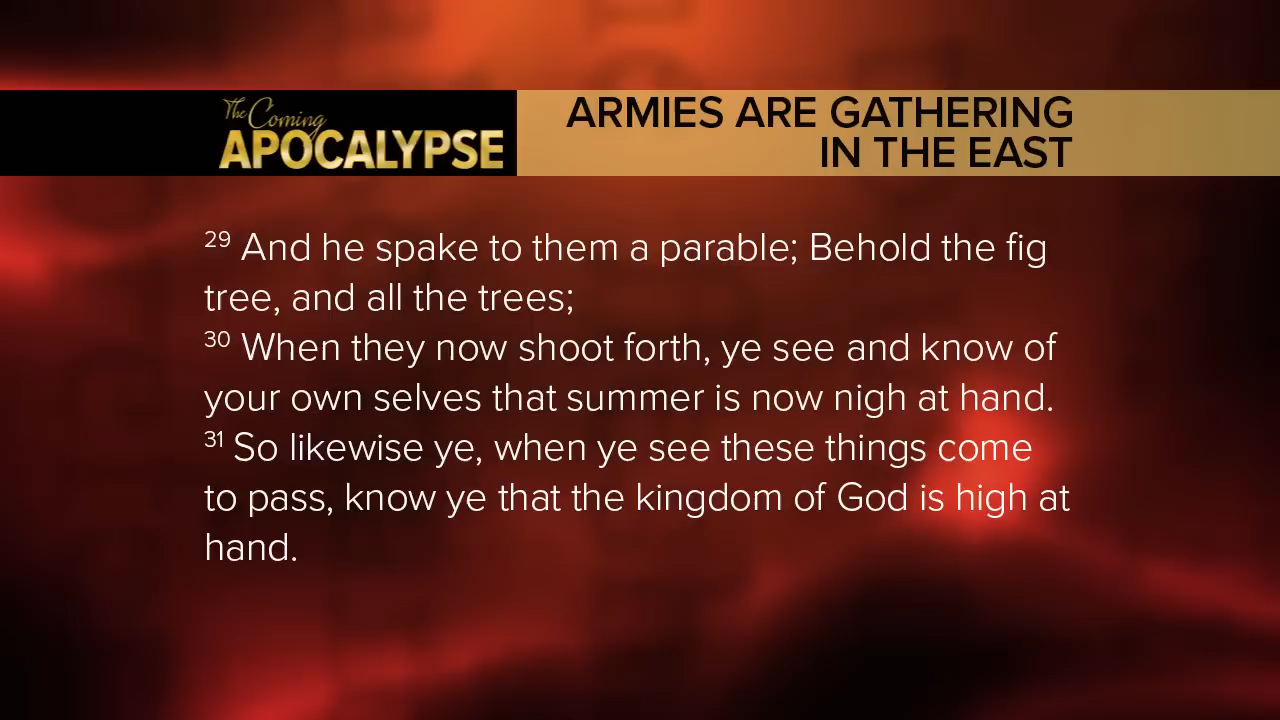 The Coming
APOCALYPSE
ARMIES ARE GATHERING
IN THE EAST
29 And he spake to them a parable; Behold the fig
tree, and all the trees;
30 When they now shoot forth, ye see and know of
your own selves that summer is now nigh at hand.
31 So likewise ye, when ye see these things come
to pass, know ye that the kingdom of God is high at
hand.